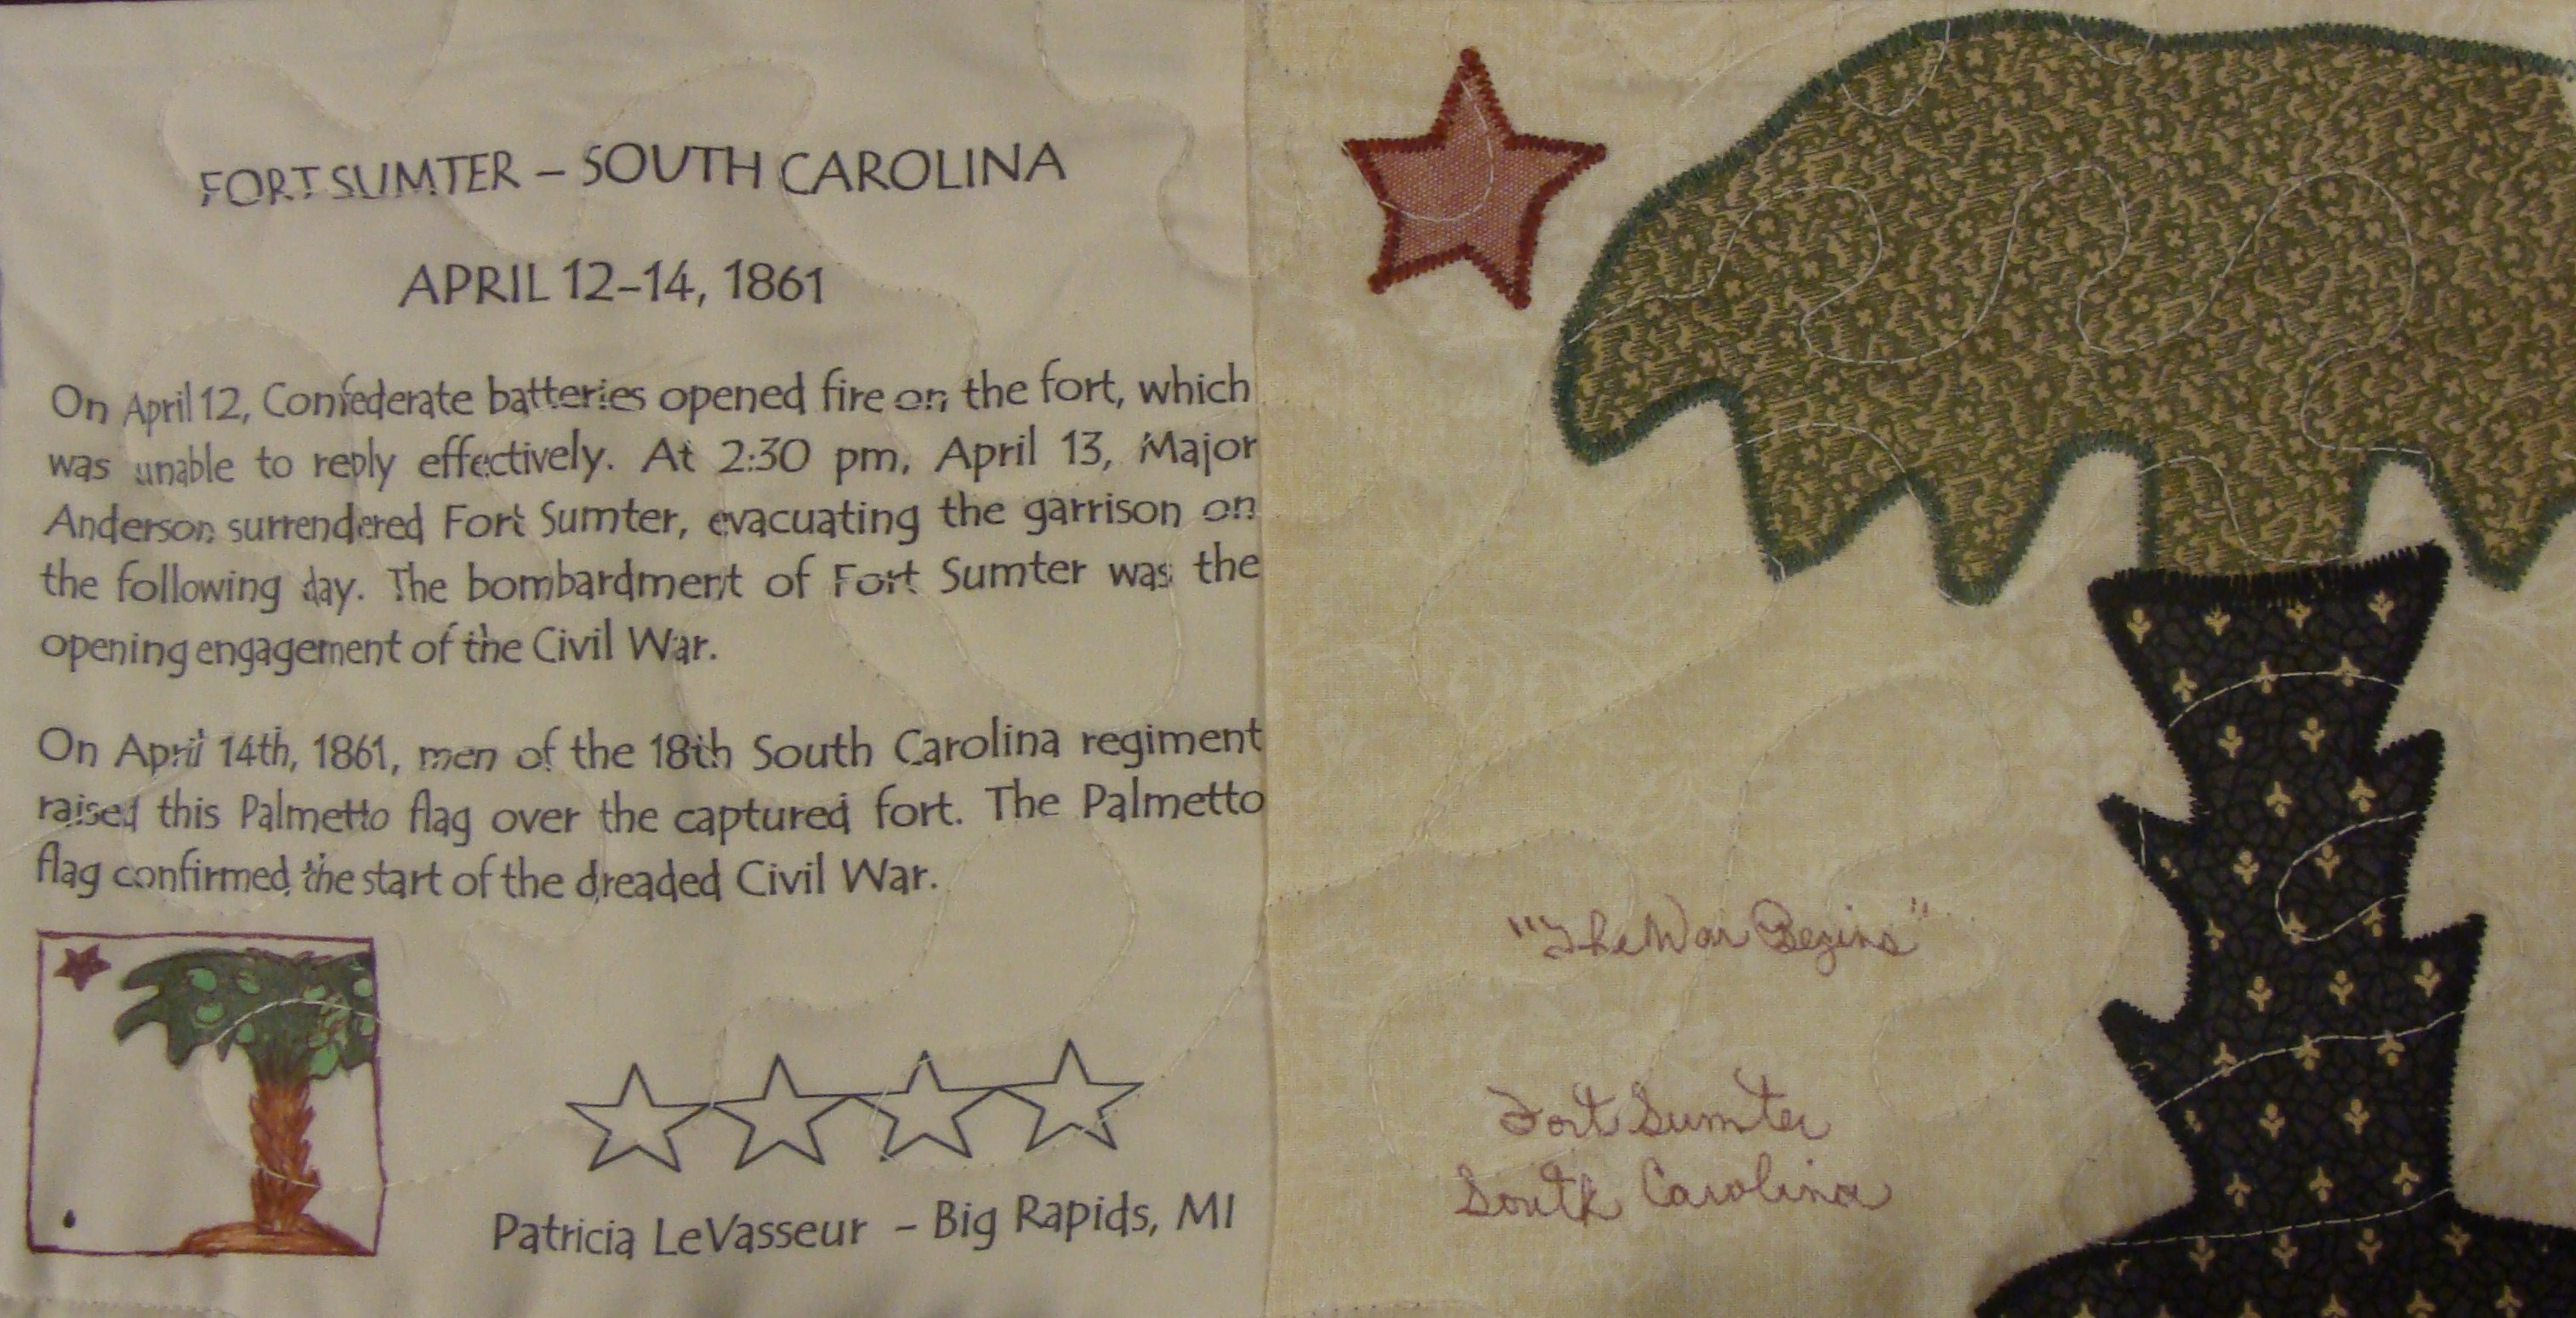 FORT SUMTER – SOUTH CAROLINA
APRIL 12–14, 1861
On April 12, Confederate batteries opened fire on the fort, which
was unable to reply effectively. At 2:30 pm, April 13, Major
Anderson surrendered Fort Sumter, evacuating the garrison on
the following day. The bombardment of Fort Sumter was the
opening engagement of the Civil War.
On April 14th, 1861, men of the 18th South Carolina regiment
raised this Palmetto flag over the captured fort. The Palmetto
flag confirmed the start of the dreaded Civil War.
Patricia LeVasseur – Big Rapids, MI
"The War Begins"
Fort Sumter
South Carolina